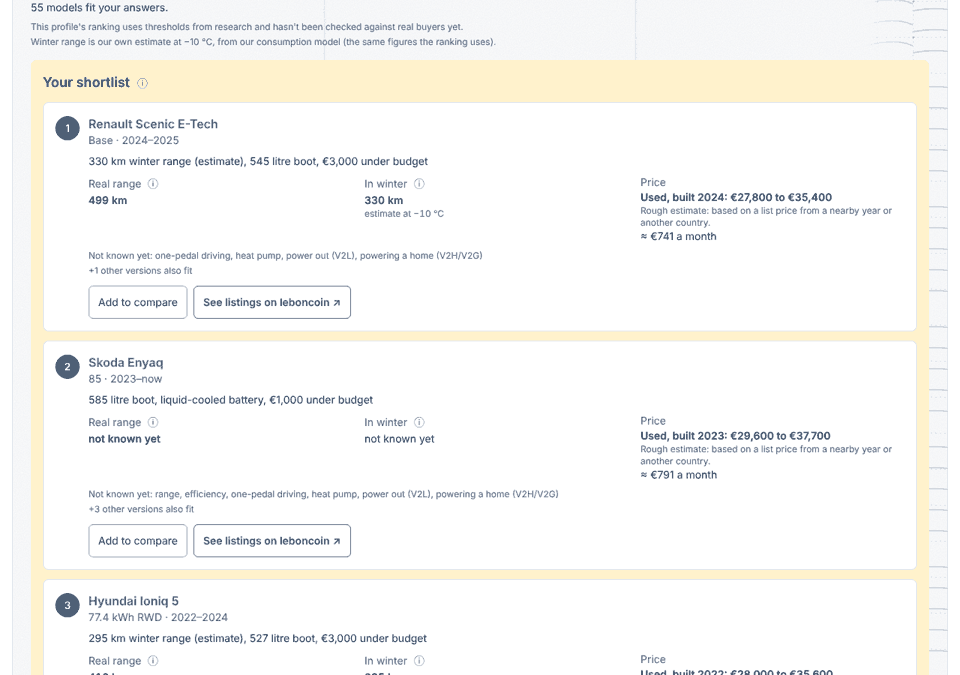 55 models fit your answers.
This profile's ranking uses thresholds from research and hasn't been checked against real buyers yet.
Winter range is our own estimate at −10 °C, from our consumption model (the same figures the ranking uses).
Your shortlist ⓘ
1
Renault Scenic E-Tech
Base · 2024–2025
330 km winter range (estimate), 545 litre boot, €3,000 under budget
Real range ⓘ
499 km
In winter ⓘ
330 km
estimate at −10 °C
Price
Used, built 2024: €27,800 to €35,400
Rough estimate: based on a list price from a nearby year or
another country.
≈ €741 a month
Not known yet: one-pedal driving, heat pump, power out (V2L), powering a home (V2H/V2G)
+1 other versions also fit
Add to compare
See listings on leboncoin ↗
2
Skoda Enyaq
85 · 2023–now
585 litre boot, liquid-cooled battery, €1,000 under budget
Real range ⓘ
not known yet
In winter ⓘ
not known yet
Price
Used, built 2023: €29,600 to €37,700
Rough estimate: based on a list price from a nearby year or
another country.
≈ €791 a month
Not known yet: range, efficiency, one-pedal driving, heat pump, power out (V2L), powering a home (V2H/V2G)
+3 other versions also fit
Add to compare
See listings on leboncoin ↗
3
Hyundai Ioniq 5
77.4 kWh RWD · 2022–2024
295 km winter range (estimate), 527 litre boot, €3,000 under budget
Real range ⓘ
In winter ⓘ
Price
Used, built 2022: €28,000 to €35,600